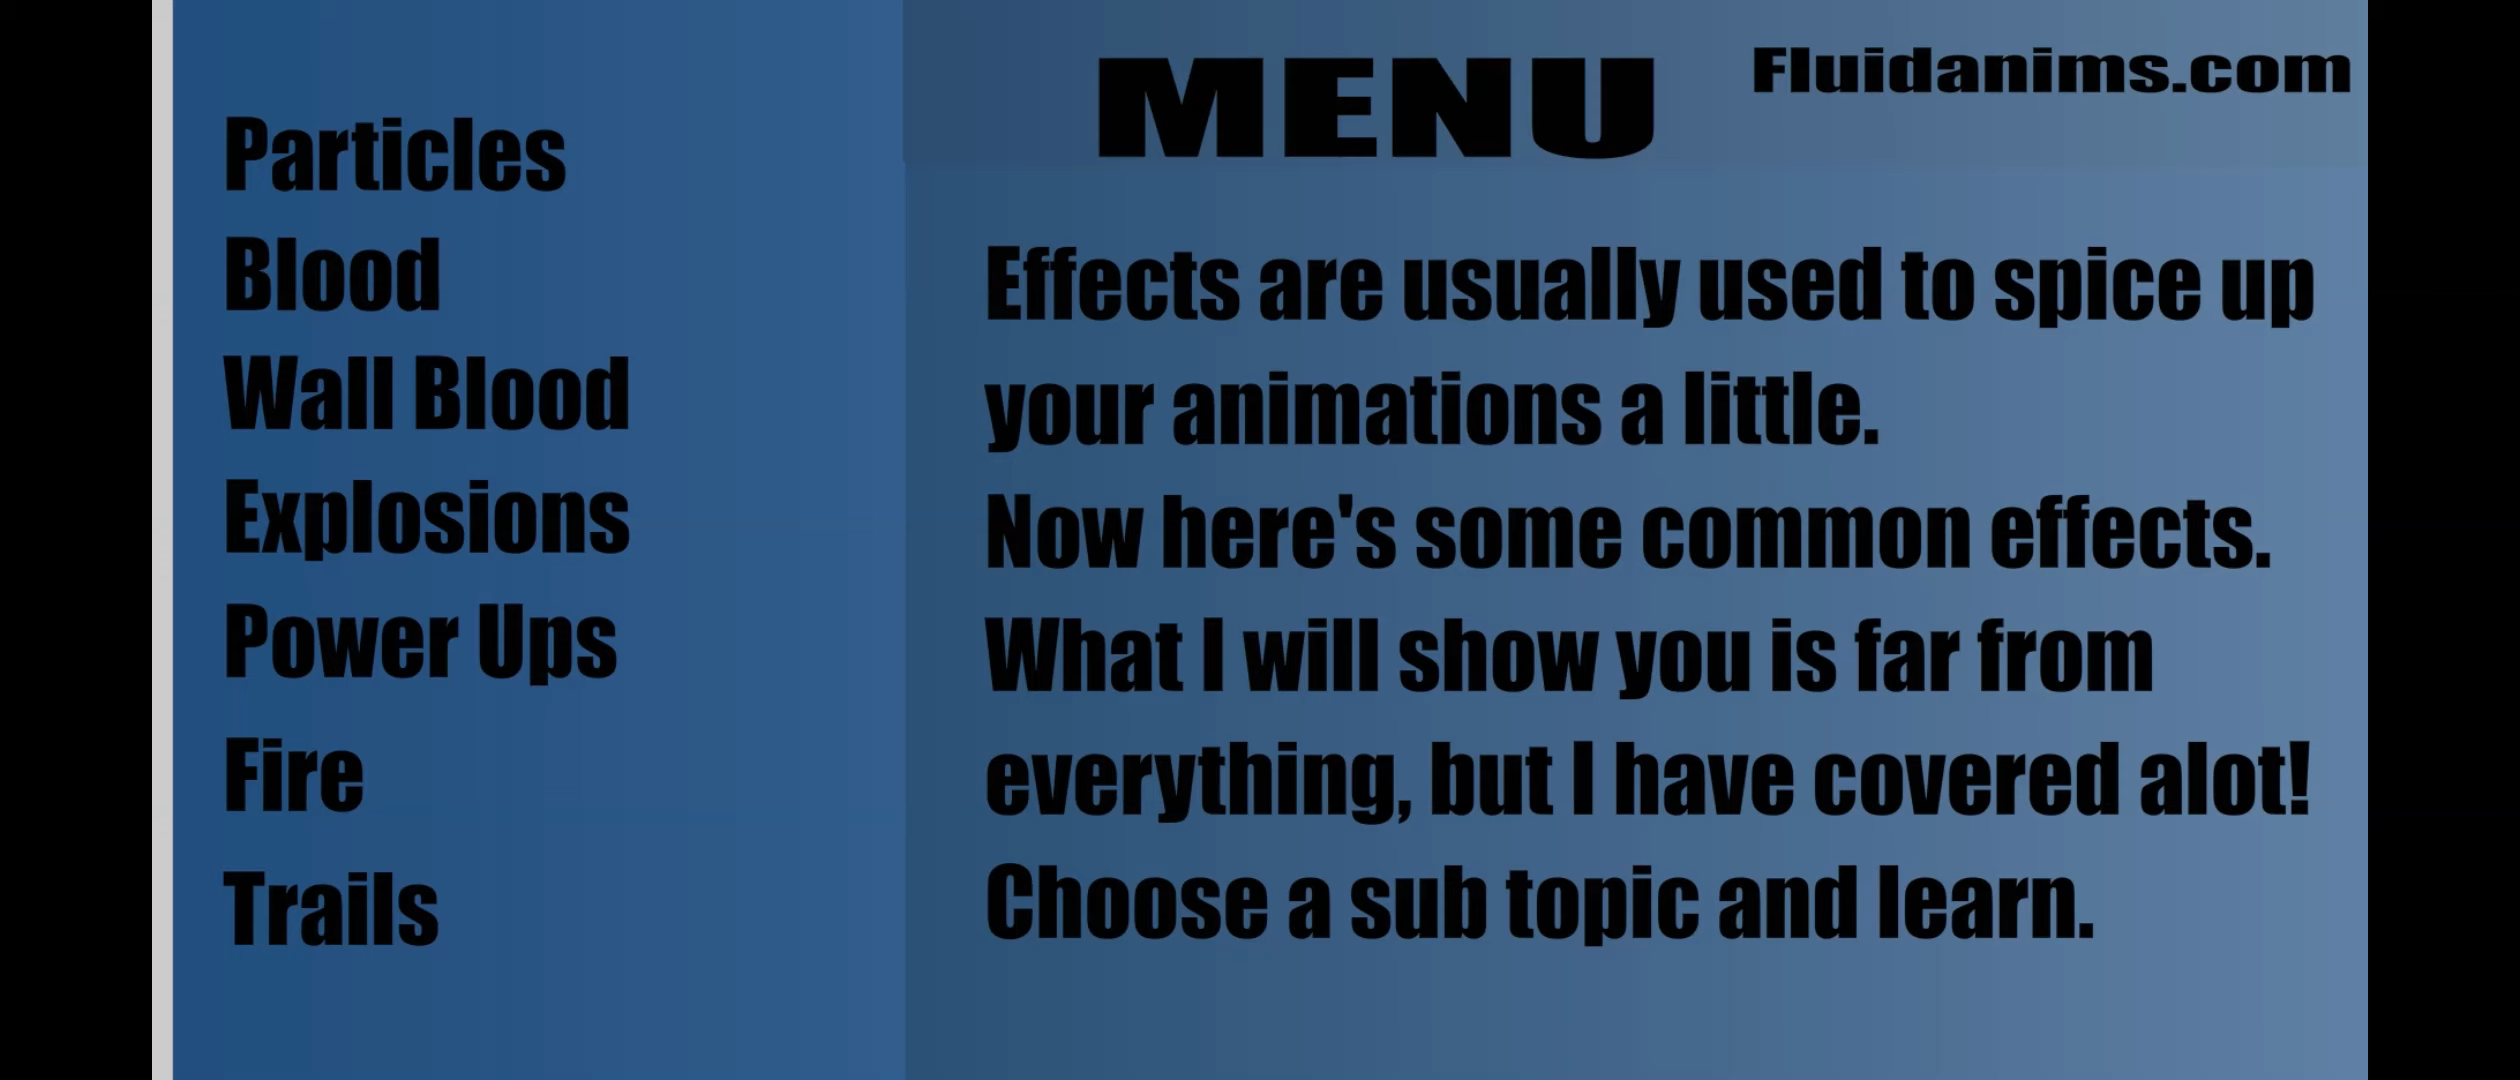 MENU
Fluidanims.com
Particles
Blood
Wall Blood
Explosions
Power Ups
Fire
Trails
Effects are usually used to spice up
your animations a little.
Now here's some common effects.
What I will show you is far from
everything, but I have covered alot!
Choose a sub topic and learn.